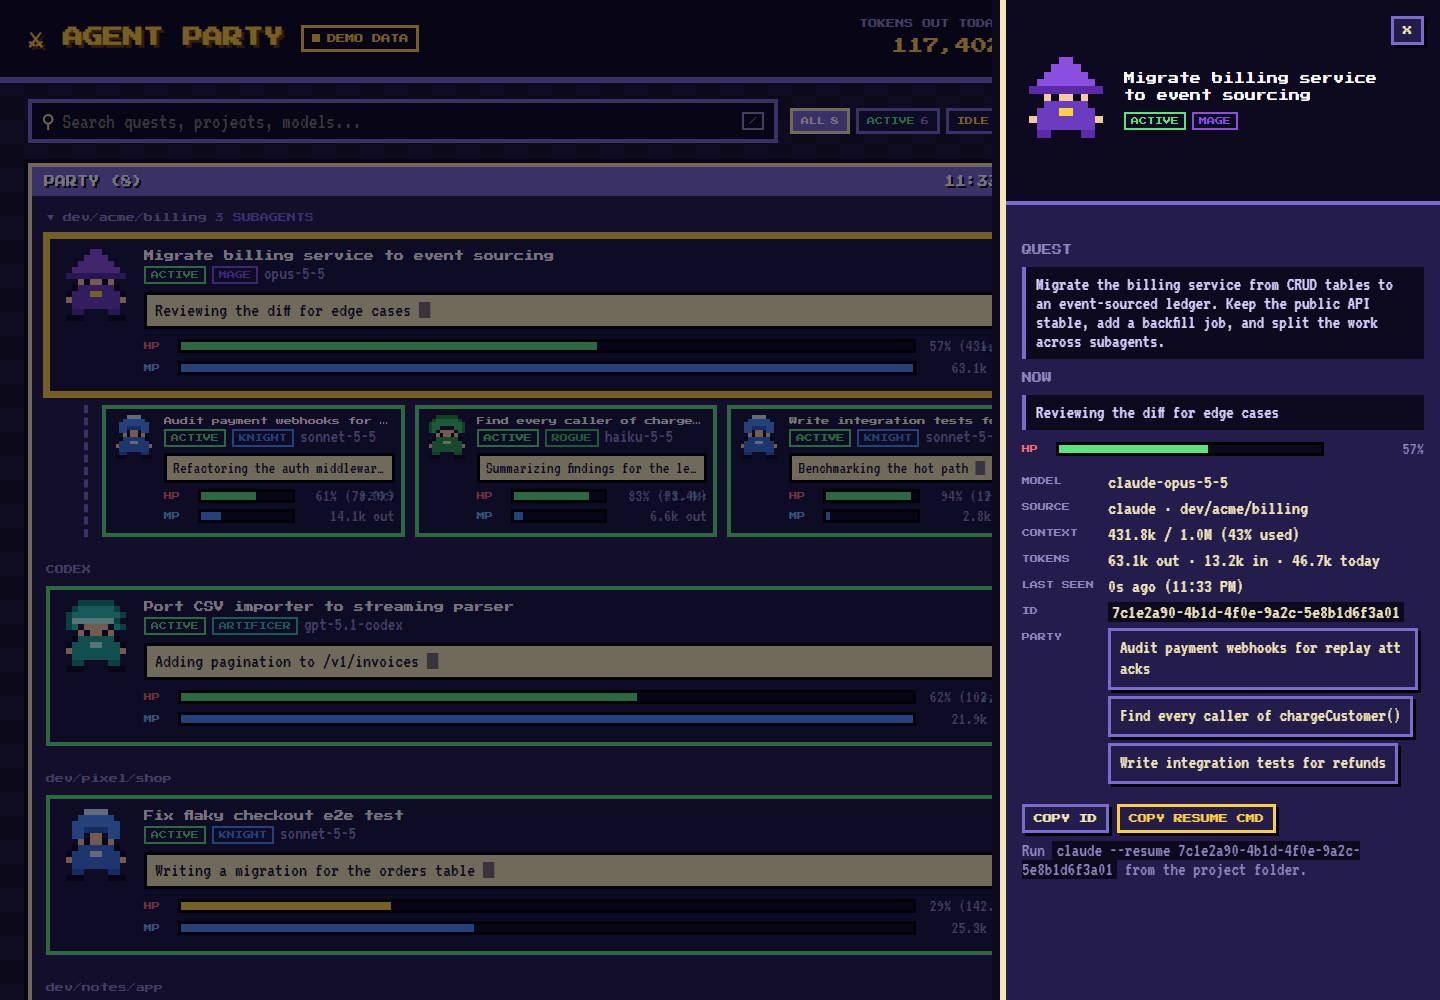 AGENT PARTY
DEMO DATA
TOKENS OUT TODA
117,402
Search quests, projects, models...
/
ALL 8
ACTIVE 6
IDLE
PARTY (8)
11:33
▼ dev/acme/billing 3 SUBAGENTS
Migrate billing service to event sourcing
ACTIVE MAGE opus-5-5
Reviewing the diff for edge cases
HP 57% (431.
MP 63.1k
Audit payment webhooks for …
ACTIVE KNIGHT sonnet-5-5
Refactoring the auth middlewar…
HP 61%
MP 14.1k out
Find every caller of charge…
ACTIVE ROGUE haiku-5-5
Summarizing findings for the le…
HP 83%
MP 6.6k out
Write integration tests fo
ACTIVE KNIGHT sonnet-5-
Benchmarking the hot path
HP 94% (12
MP 2.8k
CODEX
Port CSV importer to streaming parser
ACTIVE ARTIFICER gpt-5.1-codex
Adding pagination to /v1/invoices
HP 62% (102.
MP 21.9k
dev/pixel/shop
Fix flaky checkout e2e test
ACTIVE KNIGHT sonnet-5-5
Writing a migration for the orders table
HP 29% (142.
MP 25.3k
dev/notes/app
X
Migrate billing service
to event sourcing
ACTIVE MAGE
QUEST
Migrate the billing service from CRUD tables to
an event-sourced ledger. Keep the public API
stable, add a backfill job, and split the work
across subagents.
NOW
Reviewing the diff for edge cases
HP 57%
MODEL claude-opus-5-5
SOURCE claude · dev/acme/billing
CONTEXT 431.8k / 1.0M (43% used)
TOKENS 63.1k out · 13.2k in · 46.7k today
LAST SEEN 0s ago (11:33 PM)
ID 7c1e2a90-4b1d-4f0e-9a2c-5e8b1d6f3a01
PARTY
Audit payment webhooks for replay att
acks
Find every caller of chargeCustomer()
Write integration tests for refunds
COPY ID
COPY RESUME CMD
Run claude --resume 7c1e2a90-4b1d-4f0e-9a2c-
5e8b1d6f3a01 from the project folder.